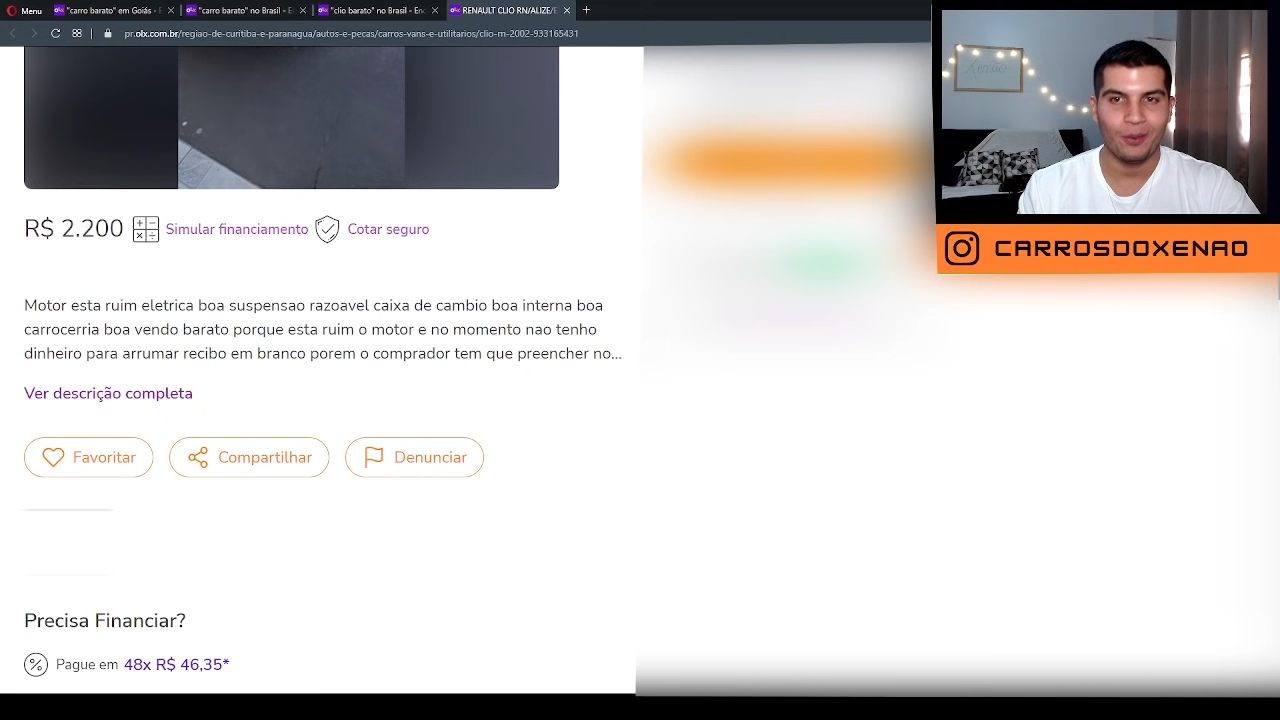 Menu
"carro barato" em Goiás - E
"carro barato" no Brasil - E
"clio barato" no Brasil - En
RENAULT CLIO RN/ALIZE/E
pr.olx.com.br/regiao-de-curitiba-e-paranagua/autos-e-pecas/carros-vans-e-utilitarios/clio-rn-2002-933165431
R$ 2.200 Simular financiamento Cotar seguro
Motor esta ruim eletrica boa suspensao razoavel caixa de cambio boa interna boa
carrocerria boa vendo barato porque esta ruim o motor e no momento nao tenho
dinheiro para arrumar recibo em branco porem o comprador tem que preencher no...
Ver descrição completa
Favoritar Compartilhar Denunciar
Precisa Financiar?
Pague em 48x R$ 46,35*
CARROSDOXENAO